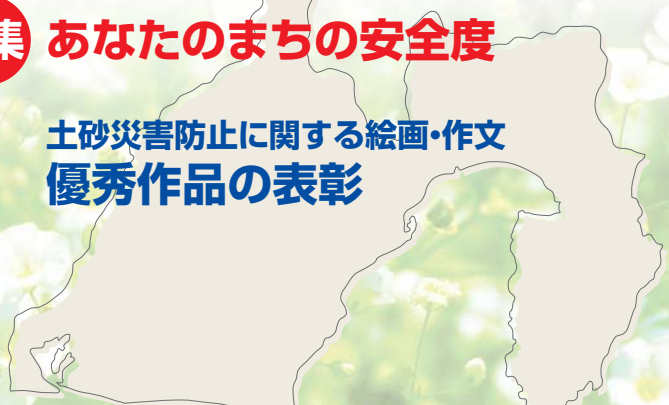 集 あなたのまちの安全度
土砂災害防止に関する絵画・作文
優秀作品の表彰